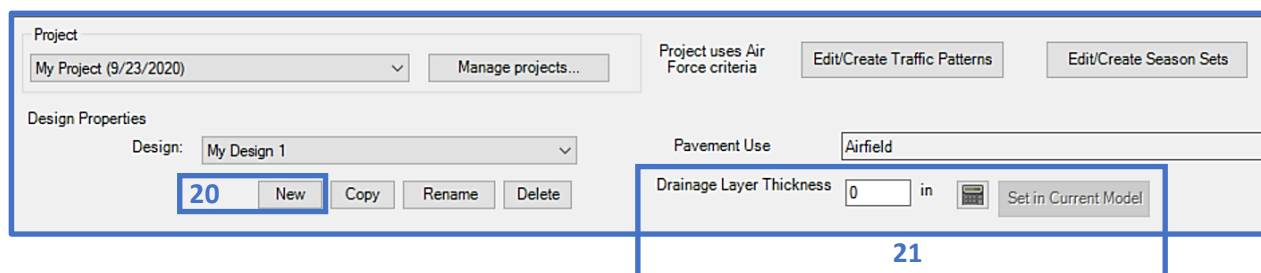 Project
My Project (9/23/2020)
Manage projects...
Project uses Air
Force criteria
Edit/Create Traffic Patterns
Edit/Create Season Sets
Design Properties
Design:
My Design 1
Pavement Use
Airfield
20
New
Copy
Rename
Delete
Drainage Layer Thickness
0
in
Set in Current Model
21